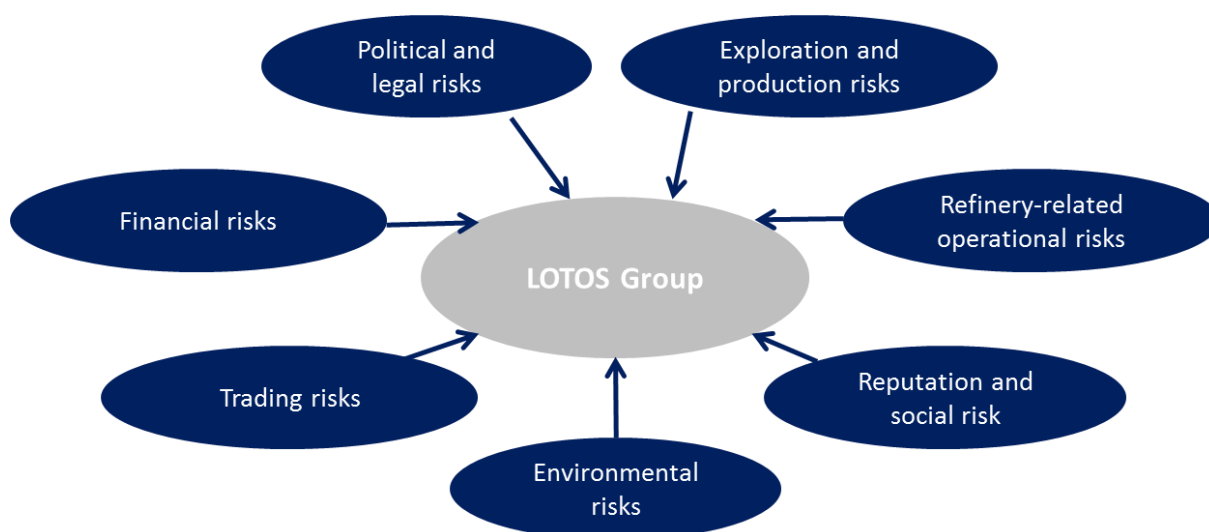 Political and
legal risks
Exploration and
production risks
Financial risks
Refinery-related
operational risks
LOTOS Group
Trading risks
Reputation and
social risk
Environmental
risks